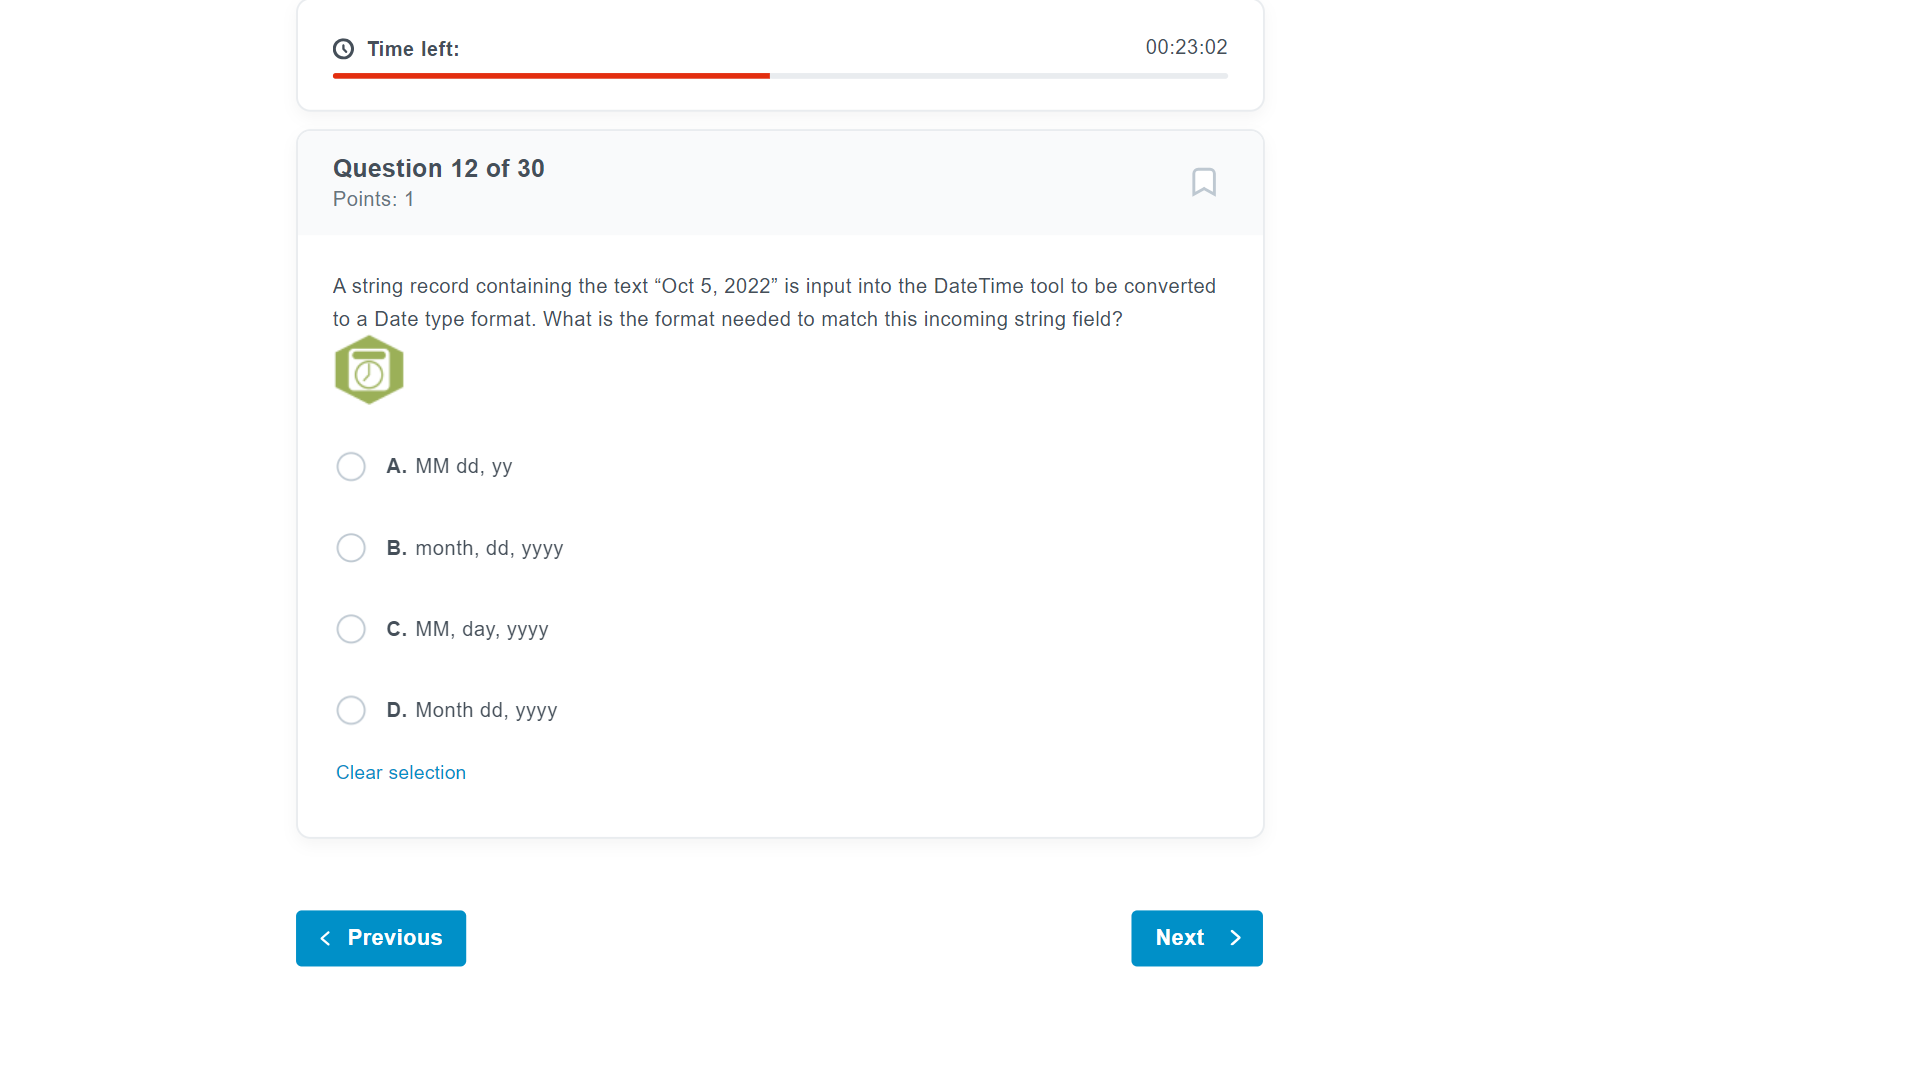 Time left:
00:23:02
Question 12 of 30
Points: 1
A string record containing the text “Oct 5, 2022” is input into the DateTime tool to be converted
to a Date type format. What is the format needed to match this incoming string field?
A. MM dd, yy
B. month, dd, yyyy
C. MM, day, yyyy
D. Month dd, yyyy
Clear selection
Previous
Next